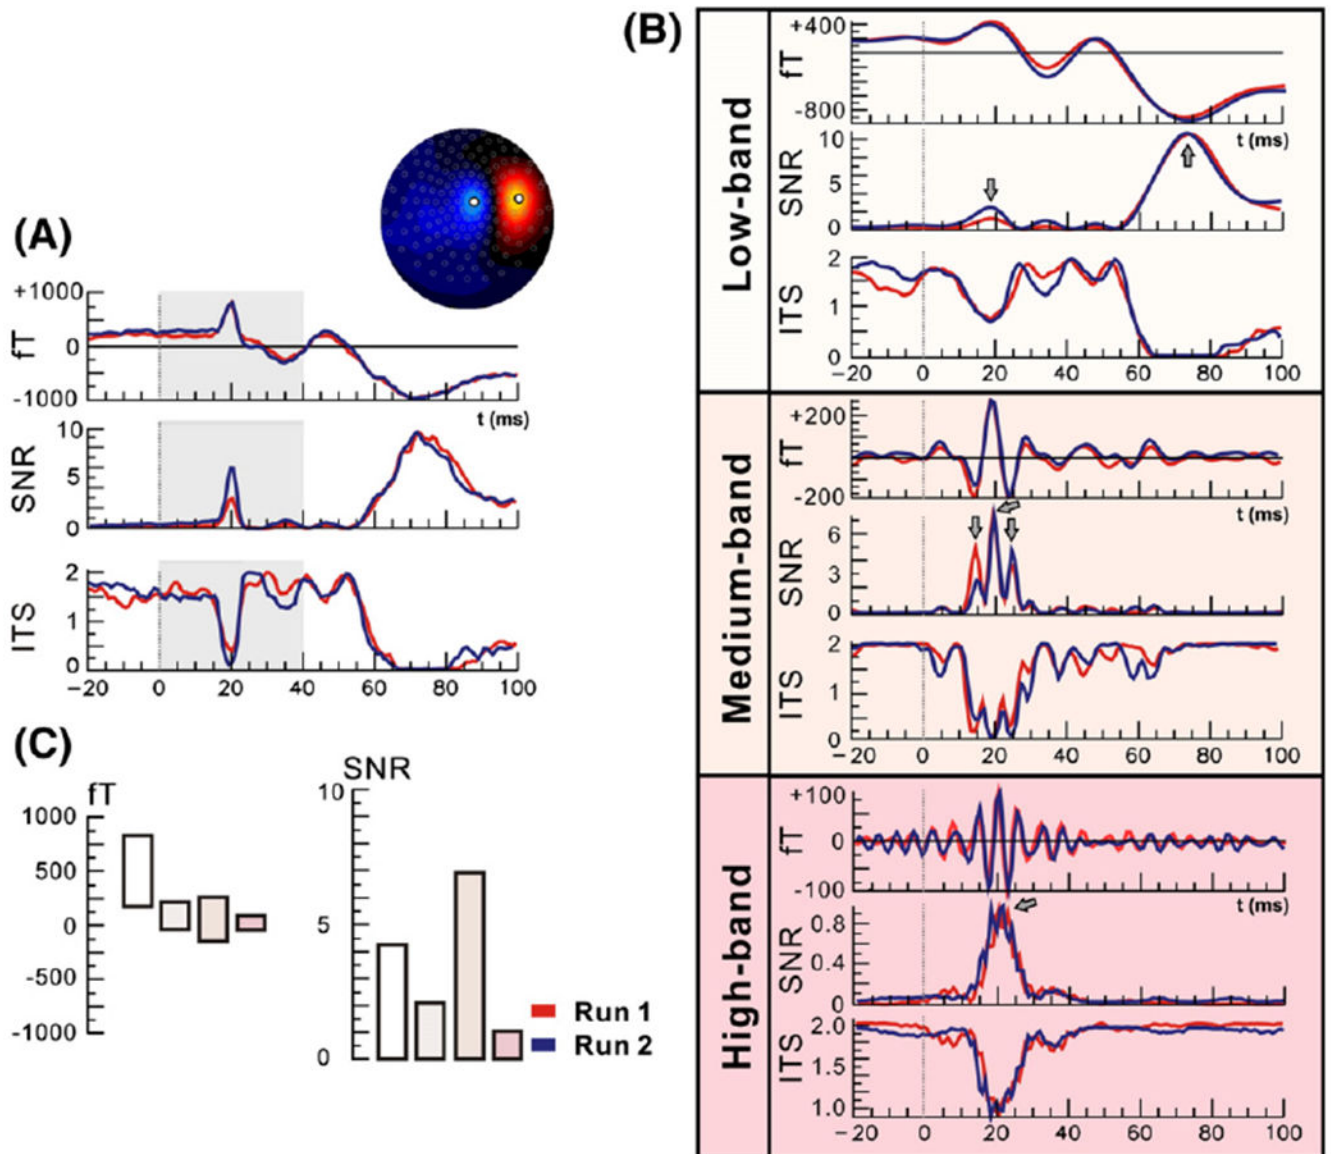 (A)
+1000
0
-1000
fT
t (ms)
10
5
0
SNR
2
1
0
ITS
-20 0 20 40 60 80 100
(B)
Low-band
+400
-800
fT
t (ms)
10
5
0
SNR
2
1
0
ITS
-20 0 20 40 60 80 100
Medium-band
+200
-200
fT
t (ms)
6
3
0
SNR
2
1
0
ITS
-20 0 20 40 60 80 100
High-band
+100
0
-100
fT
t (ms)
0.8
0.4
0
SNR
2.0
1.5
1.0
ITS
-20 0 20 40 60 80 100
(C)
fT
1000
500
0
-500
-1000
SNR
10
5
0
Run 1
Run 2